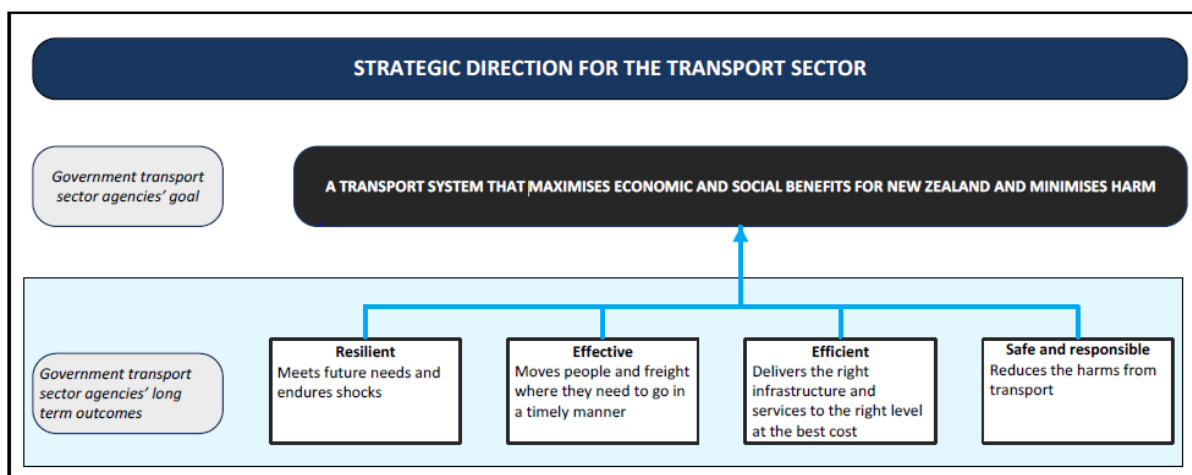 STRATEGIC DIRECTION FOR THE TRANSPORT SECTOR
Government transport
sector agencies' goal
A TRANSPORT SYSTEM THAT MAXIMISES ECONOMIC AND SOCIAL BENEFITS FOR NEW ZEALAND AND MINIMISES HARM
Government transport
sector agencies' long
term outcomes
Resilient
Meets future needs and
endures shocks
Effective
Moves people and freight
where they need to go in
a timely manner
Efficient
Delivers the right
infrastructure and
services to the right level
at the best cost
Safe and responsible
Reduces the harms from
transport